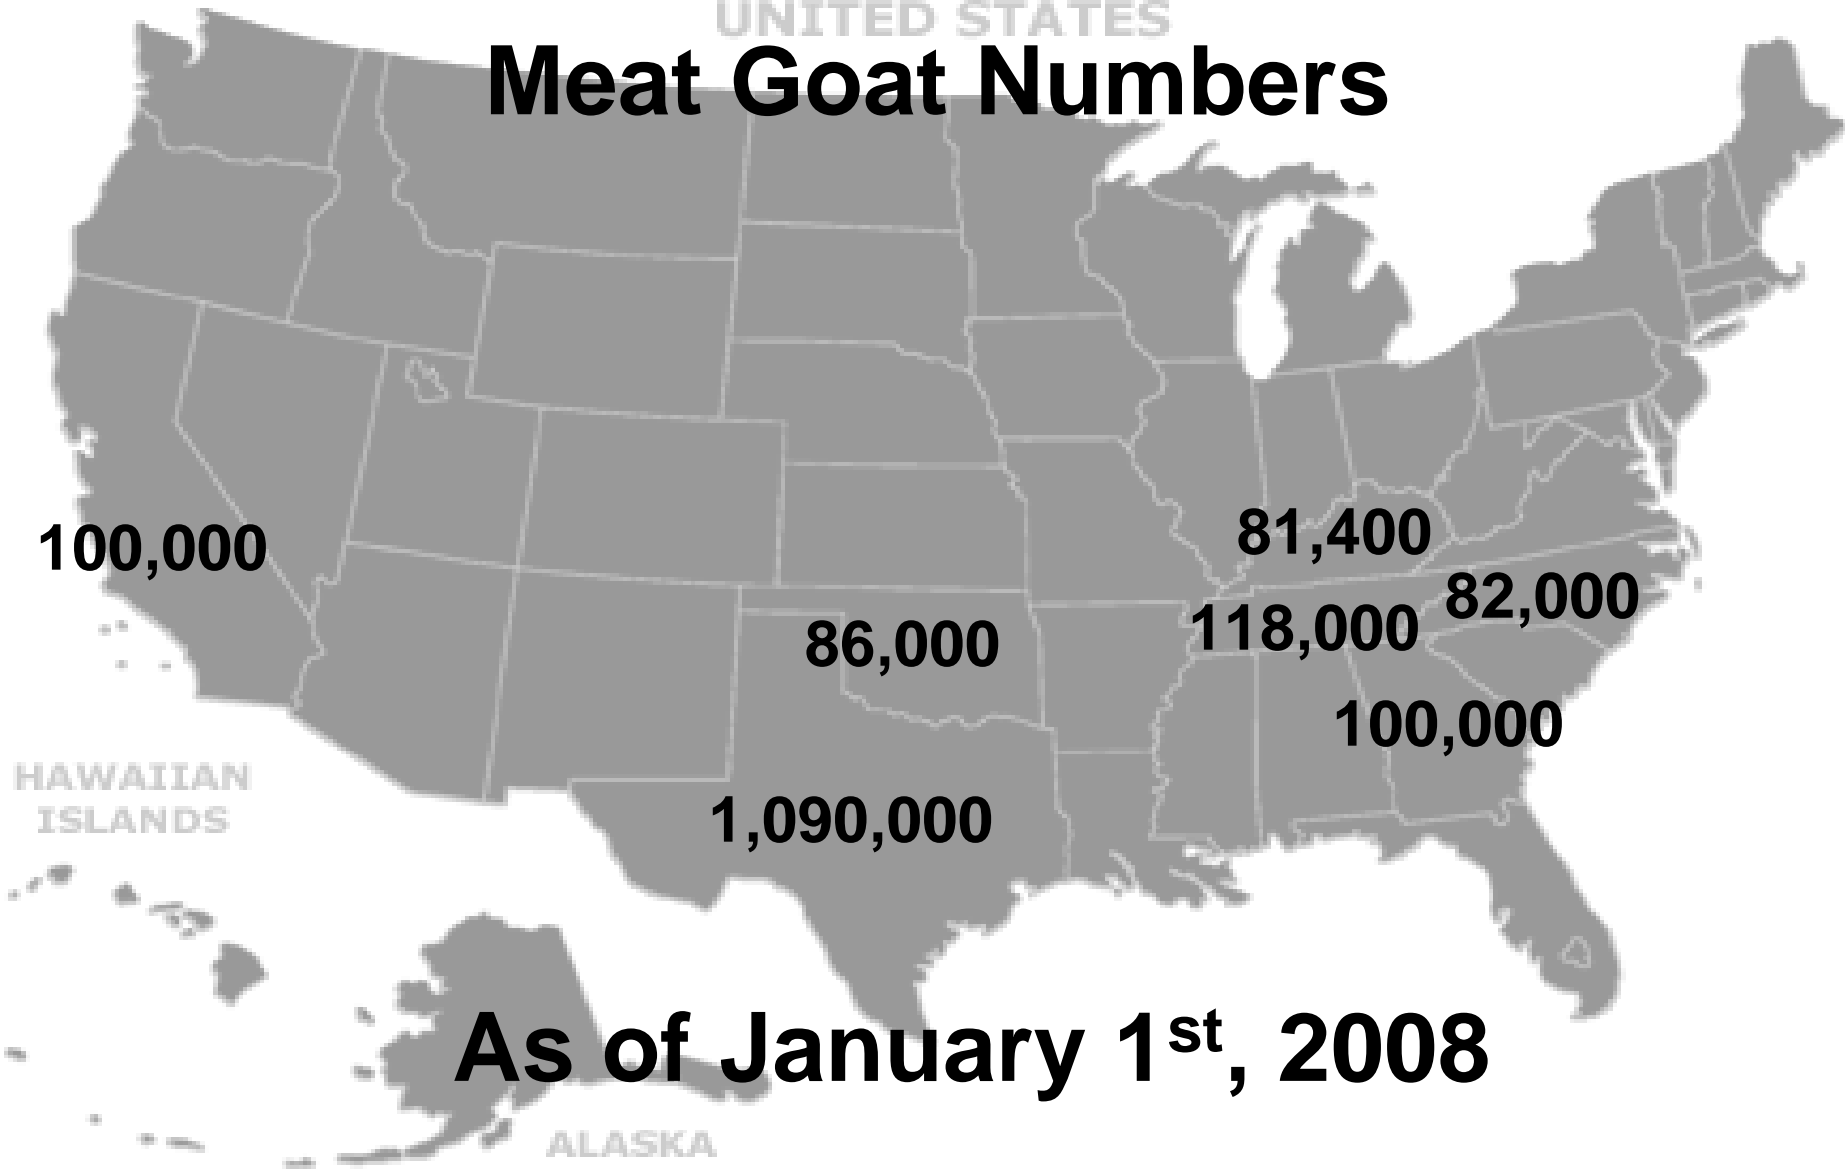 UNITED STATES
Meat Goat Numbers
81,400
100,000
82,000
118,000
86,000
100,000
HAWAIIAN
ISLANDS
1,090,000
As of January 1st, 2008
ALASKA